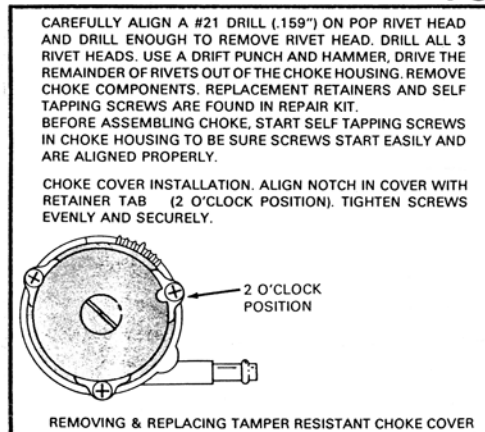 CAREFULLY ALIGN A #21 DRILL (.159") ON POP RIVET HEAD
AND DRILL ENOUGH TO REMOVE RIVET HEAD. DRILL ALL 3
RIVET HEADS. USE A DRIFT PUNCH AND HAMMER, DRIVE THE
REMAINDER OF RIVETS OUT OF THE CHOKE HOUSING. REMOVE
CHOKE COMPONENTS. REPLACEMENT RETAINERS AND SELF
TAPPING SCREWS ARE FOUND IN REPAIR KIT.
BEFORE ASSEMBLING CHOKE, START SELF TAPPING SCREWS
IN CHOKE HOUSING TO BE SURE SCREWS START EASILY AND
ARE ALIGNED PROPERLY.
CHOKE COVER INSTALLATION. ALIGN NOTCH IN COVER WITH
RETAINER TAB (2 O'CLOCK POSITION). TIGHTEN SCREWS
EVENLY AND SECURELY.
2 O'CLOCK
POSITION
REMOVING & REPLACING TAMPER RESISTANT CHOKE COVER